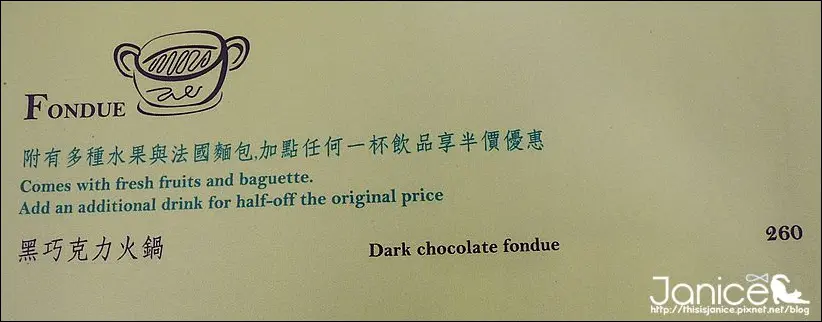 FONDUE
附有多種水果與法國麵包,加點任何一杯飲品享半價優惠
Comes with fresh fruits and baguette.
Add an additional drink for half-off the original price
黑巧克力火鍋 Dark chocolate fondue 260
Janice
http://thisisjanice.pixnet.net/blog